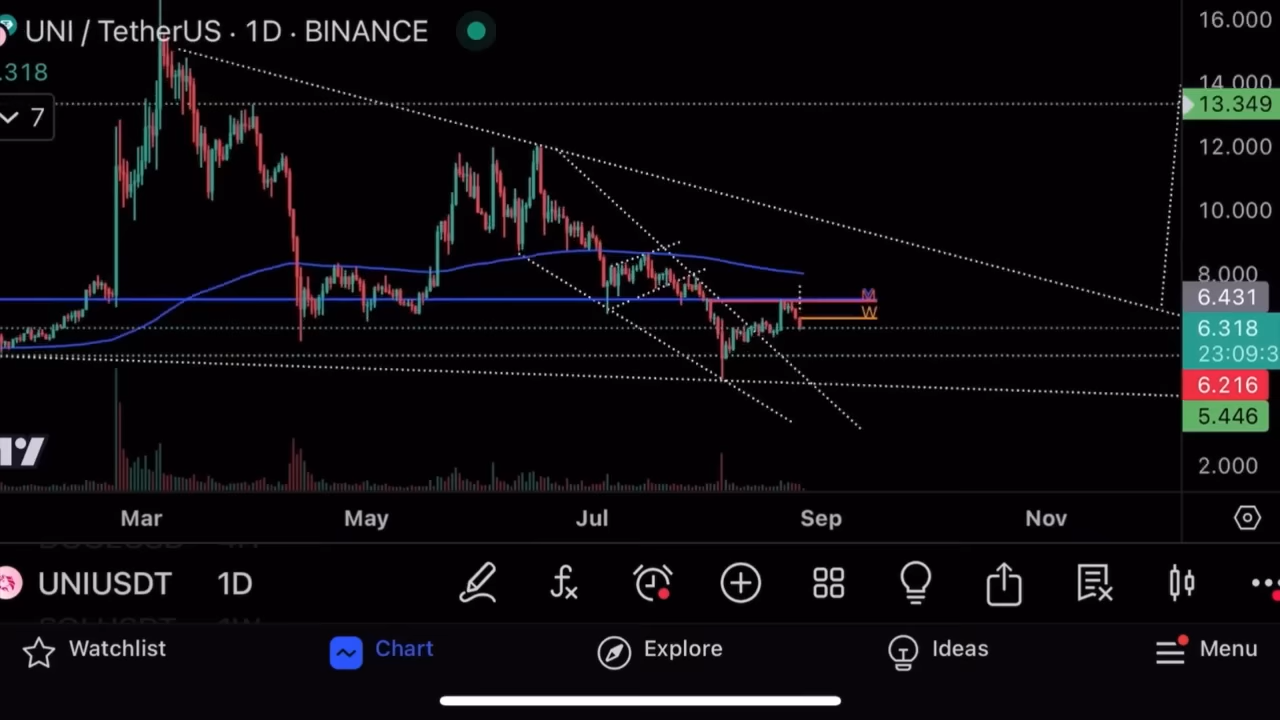 UNI / TetherUS · 1D · BINANCE
.318
7
16.000
14.000
13.349
12.000
10.000
8.000
6.431
6.318
23:09:3
6.216
5.446
2.000
M
W
Mar
May
Jul
Sep
Nov
UNIUSDT 1D
fx
Watchlist
Chart
Explore
Ideas
Menu